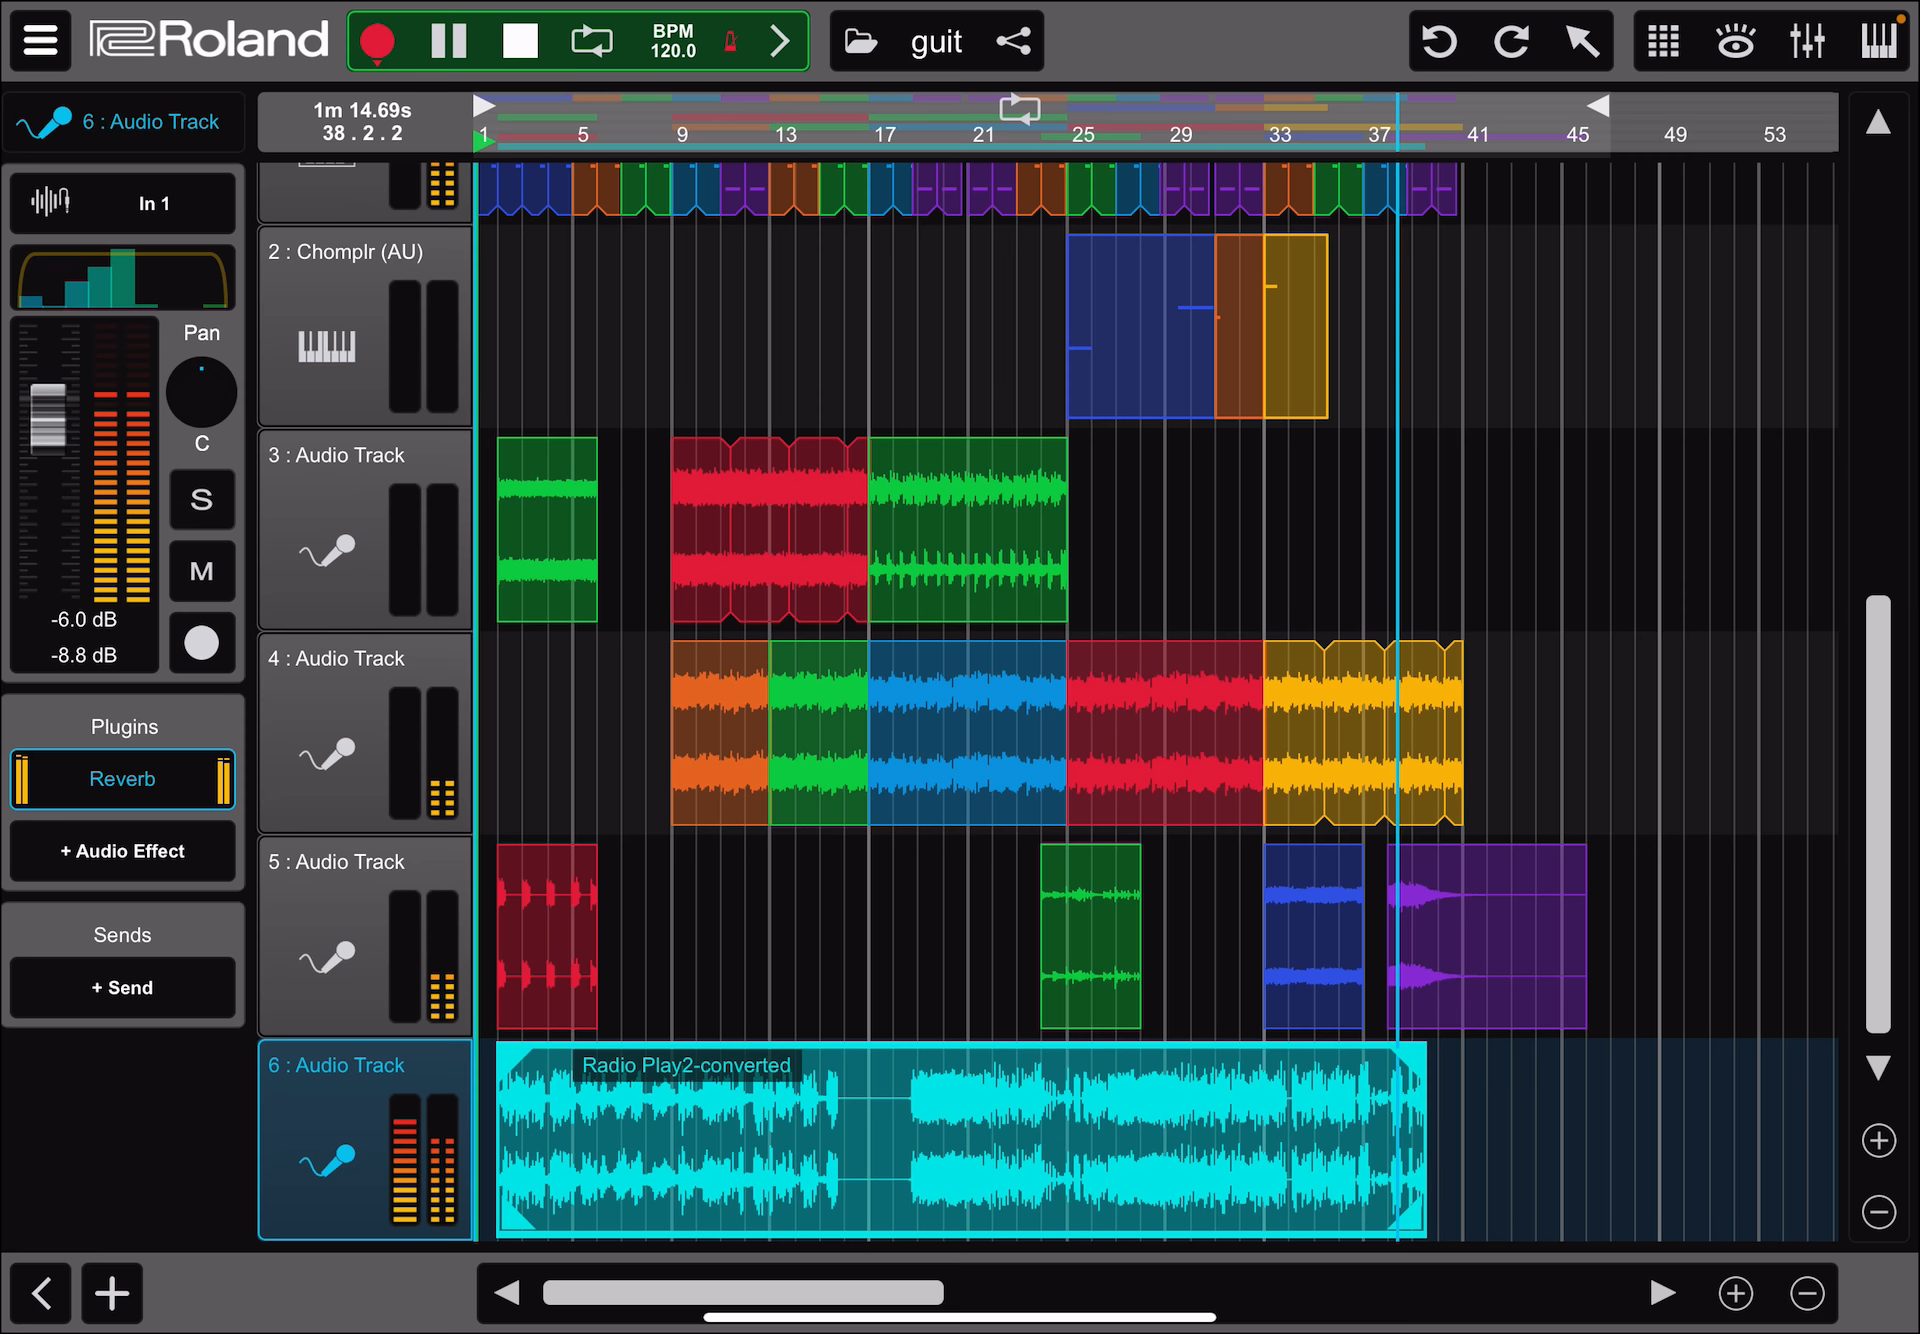 Roland
BPM
120.0
guit
6 : Audio Track
1m 14.69s
38 . 2 . 2
1 5 9 13 17 21 25 29 33 37 41 45 49 53
In 1
2 : Chomplr (AU)
Pan
C
3 : Audio Track
S
M
-6.0 dB
-8.8 dB
4 : Audio Track
Plugins
Reverb
+ Audio Effect
5 : Audio Track
Sends
+ Send
6 : Audio Track
Radio Play2-converted